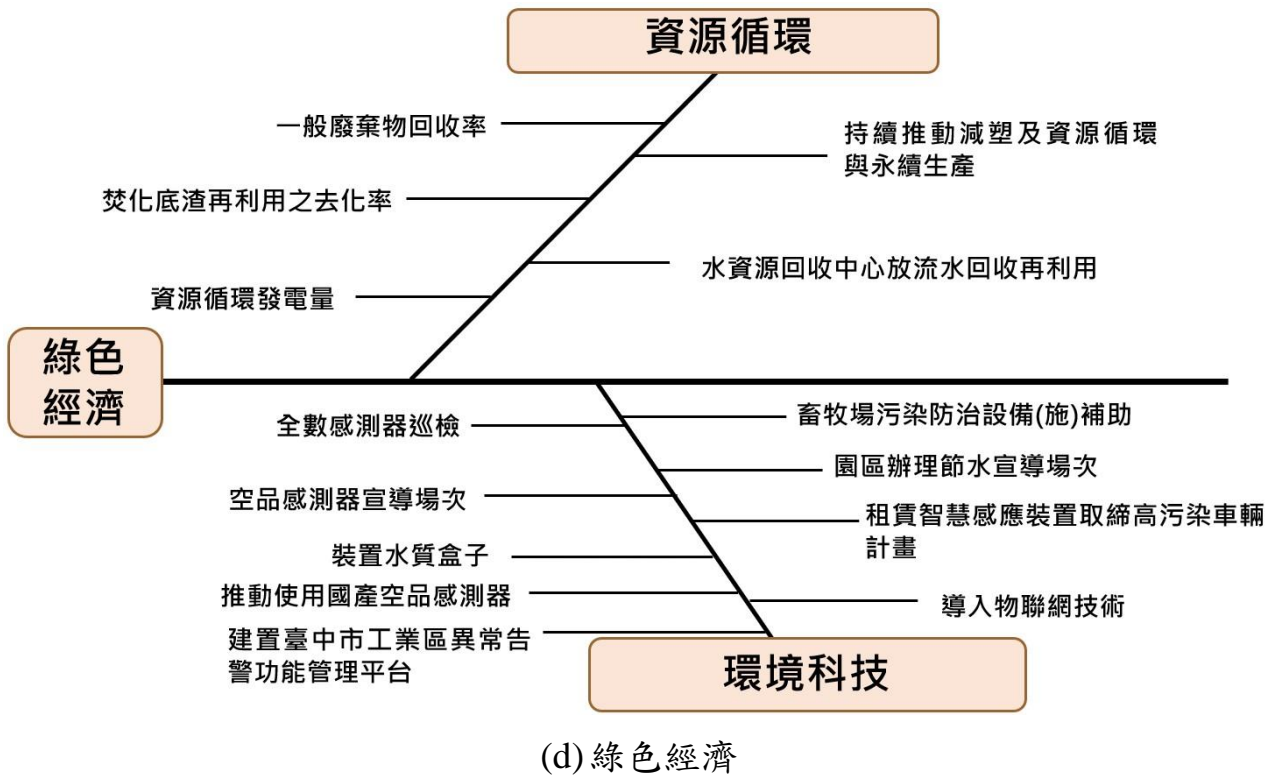 資源循環
一般廢棄物回收率
持續推動減塑及資源循環
與永續生產
焚化底渣再利用之去化率
水資源回收中心放流水回收再利用
資源循環發電量
綠色
經濟
全數感測器巡檢
畜牧場污染防治設備(施)補助
園區辦理節水宣導場次
空品感測器宣導場次
租賃智慧感應裝置取締高污染車輛
計畫
裝置水質盒子
推動使用國產空品感測器
導入物聯網技術
建置臺中市工業區異常告
警功能管理平台
環境科技
(d)綠色經濟